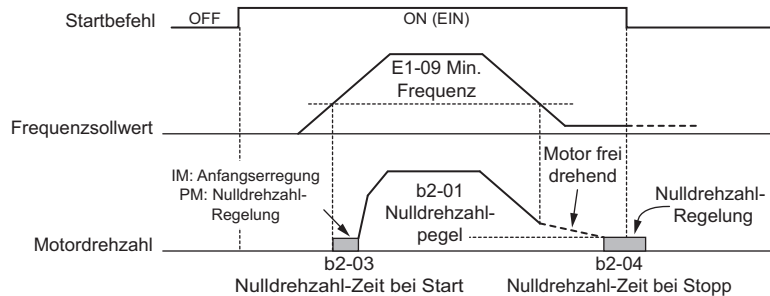 Startbefehl
OFF
ON (EIN)
E1-09 Min.
Frequenz
Frequenzsollwert
IM: Anfangserregung
PM: Nulldrehzahl-
Regelung
b2-01
Nulldrehzahl-
pegel
Motor frei
drehend
Nulldrehzahl-
Regelung
Motordrehzahl
b2-03
Nulldrehzahl-Zeit bei Start
b2-04
Nulldrehzahl-Zeit bei Stopp